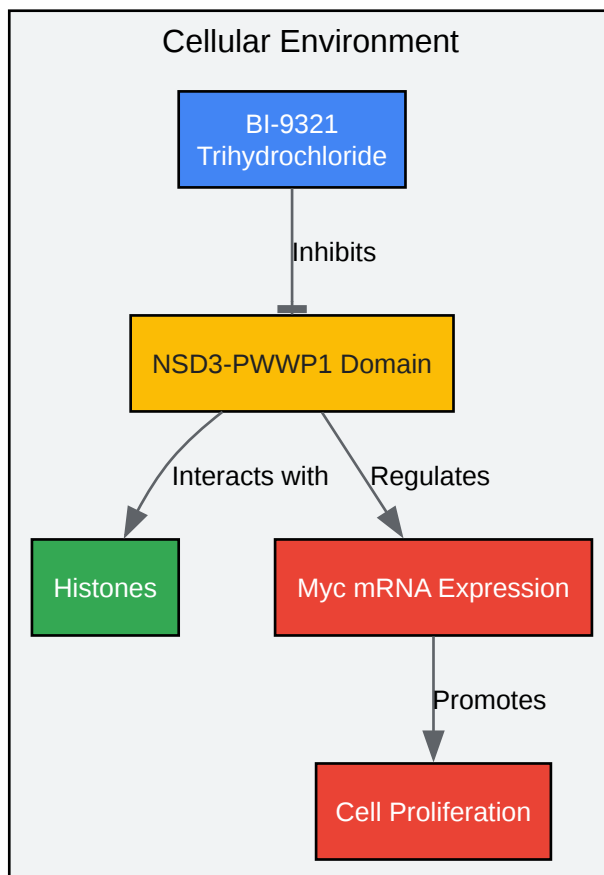 Cellular Environment
BI-9321
Trihydrochloride
Inhibits
NSD3-PWWP1 Domain
Interacts with
Regulates
Histones
Myc mRNA Expression
Promotes
Cell Proliferation